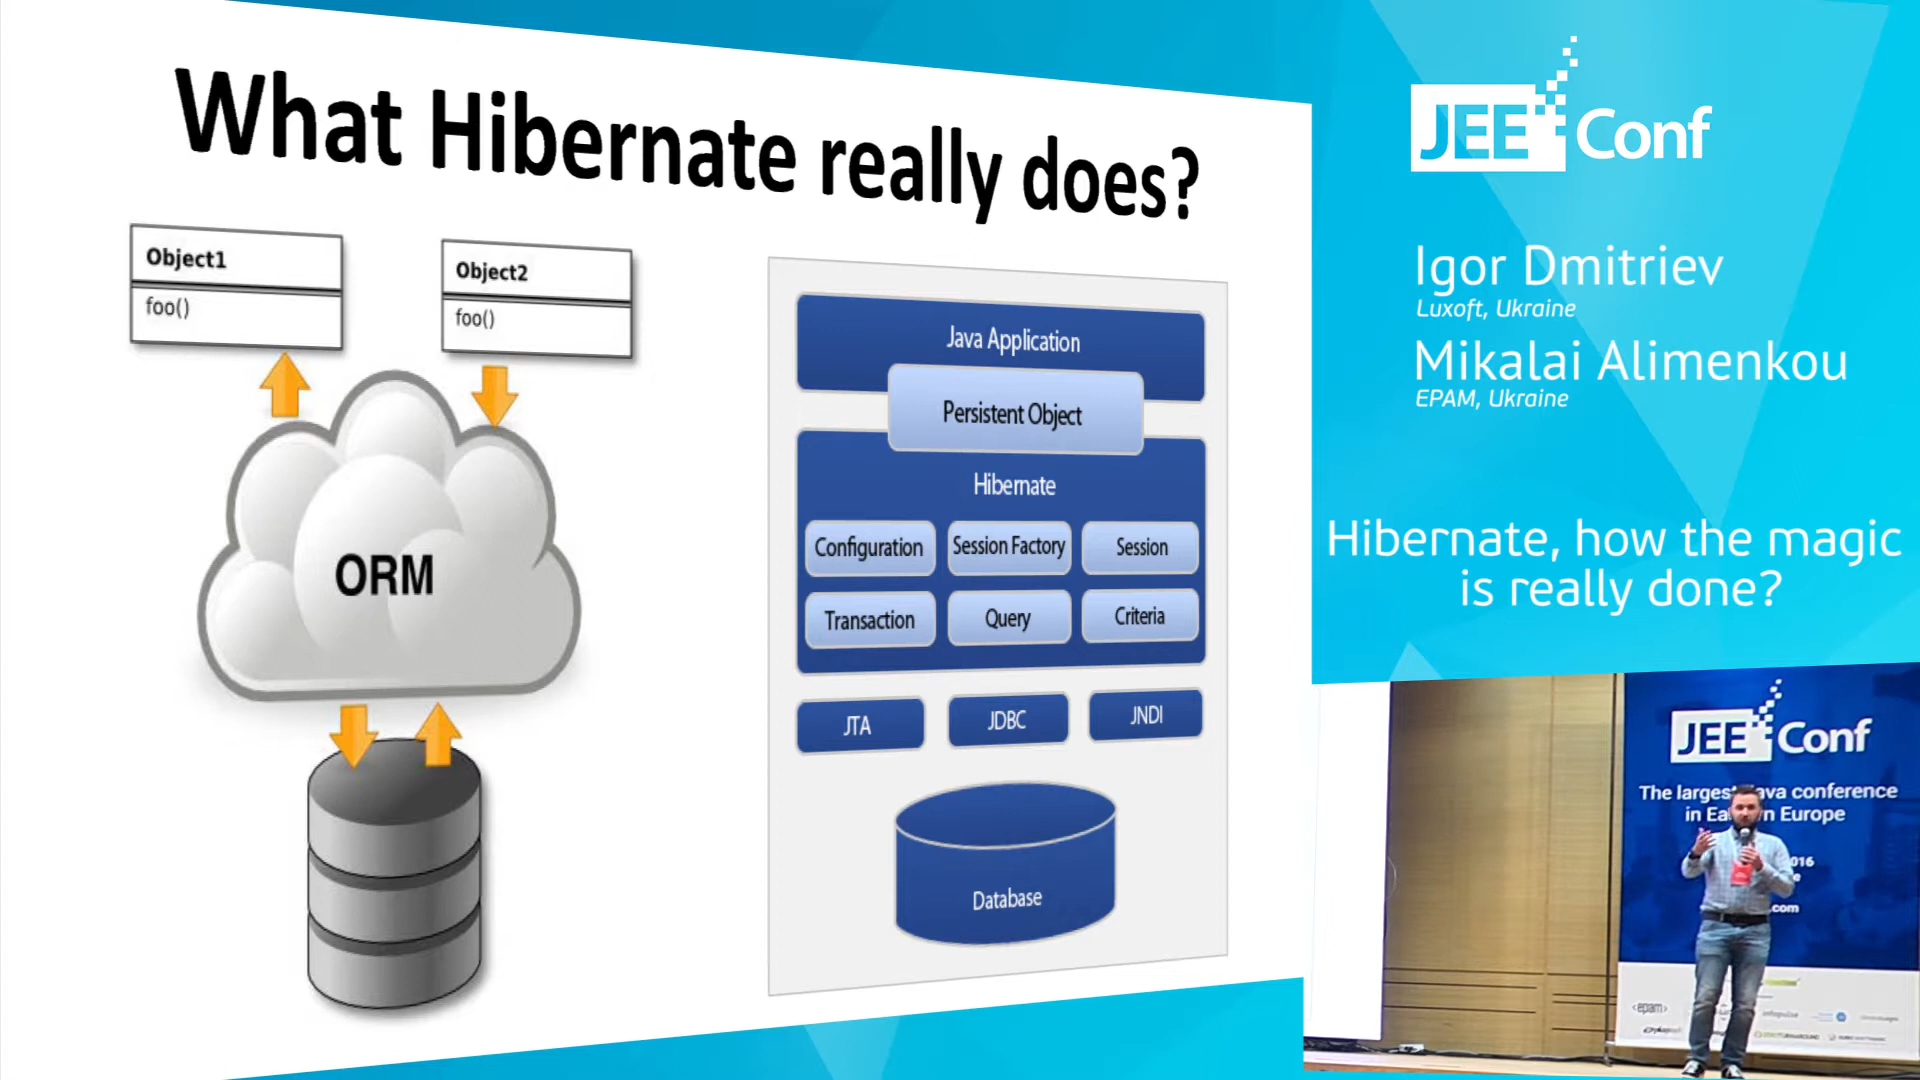 What Hibernate really does?
Object1
foo()
Object2
foo()
ORM
Java Application
Persistent Object
Hibernate
Configuration
Session Factory
Session
Transaction
Query
Criteria
JTA
JDBC
JNDI
Database
JEE Conf
Igor Dmitriev
Luxoft, Ukraine
Mikalai Alimenkou
EPAM, Ukraine
Hibernate, how the magic
is really done?
JEE Conf
The largest Java conference
in Eastern Europe
2016
.com
<epam>